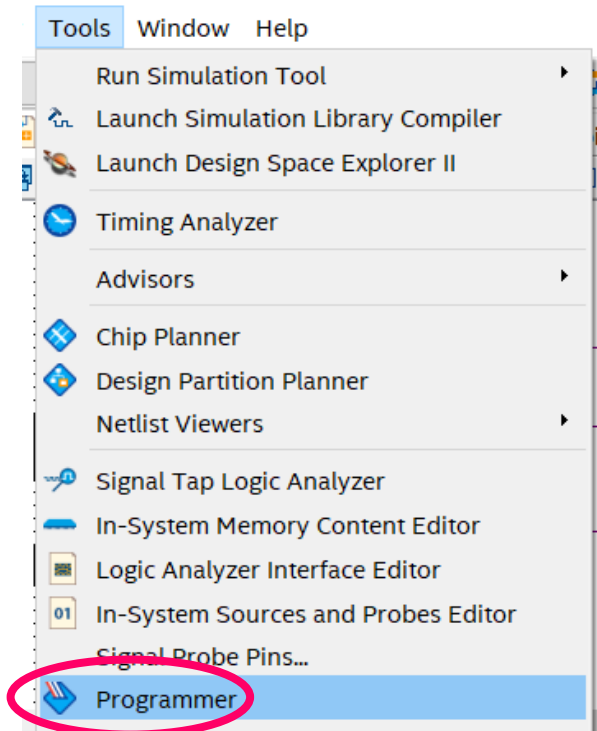 Tools Window Help
Run Simulation Tool
Launch Simulation Library Compiler
Launch Design Space Explorer II
Timing Analyzer
Advisors
Chip Planner
Design Partition Planner
Netlist Viewers
Signal Tap Logic Analyzer
In-System Memory Content Editor
Logic Analyzer Interface Editor
01 In-System Sources and Probes Editor
Signal Probe Pins...
Programmer